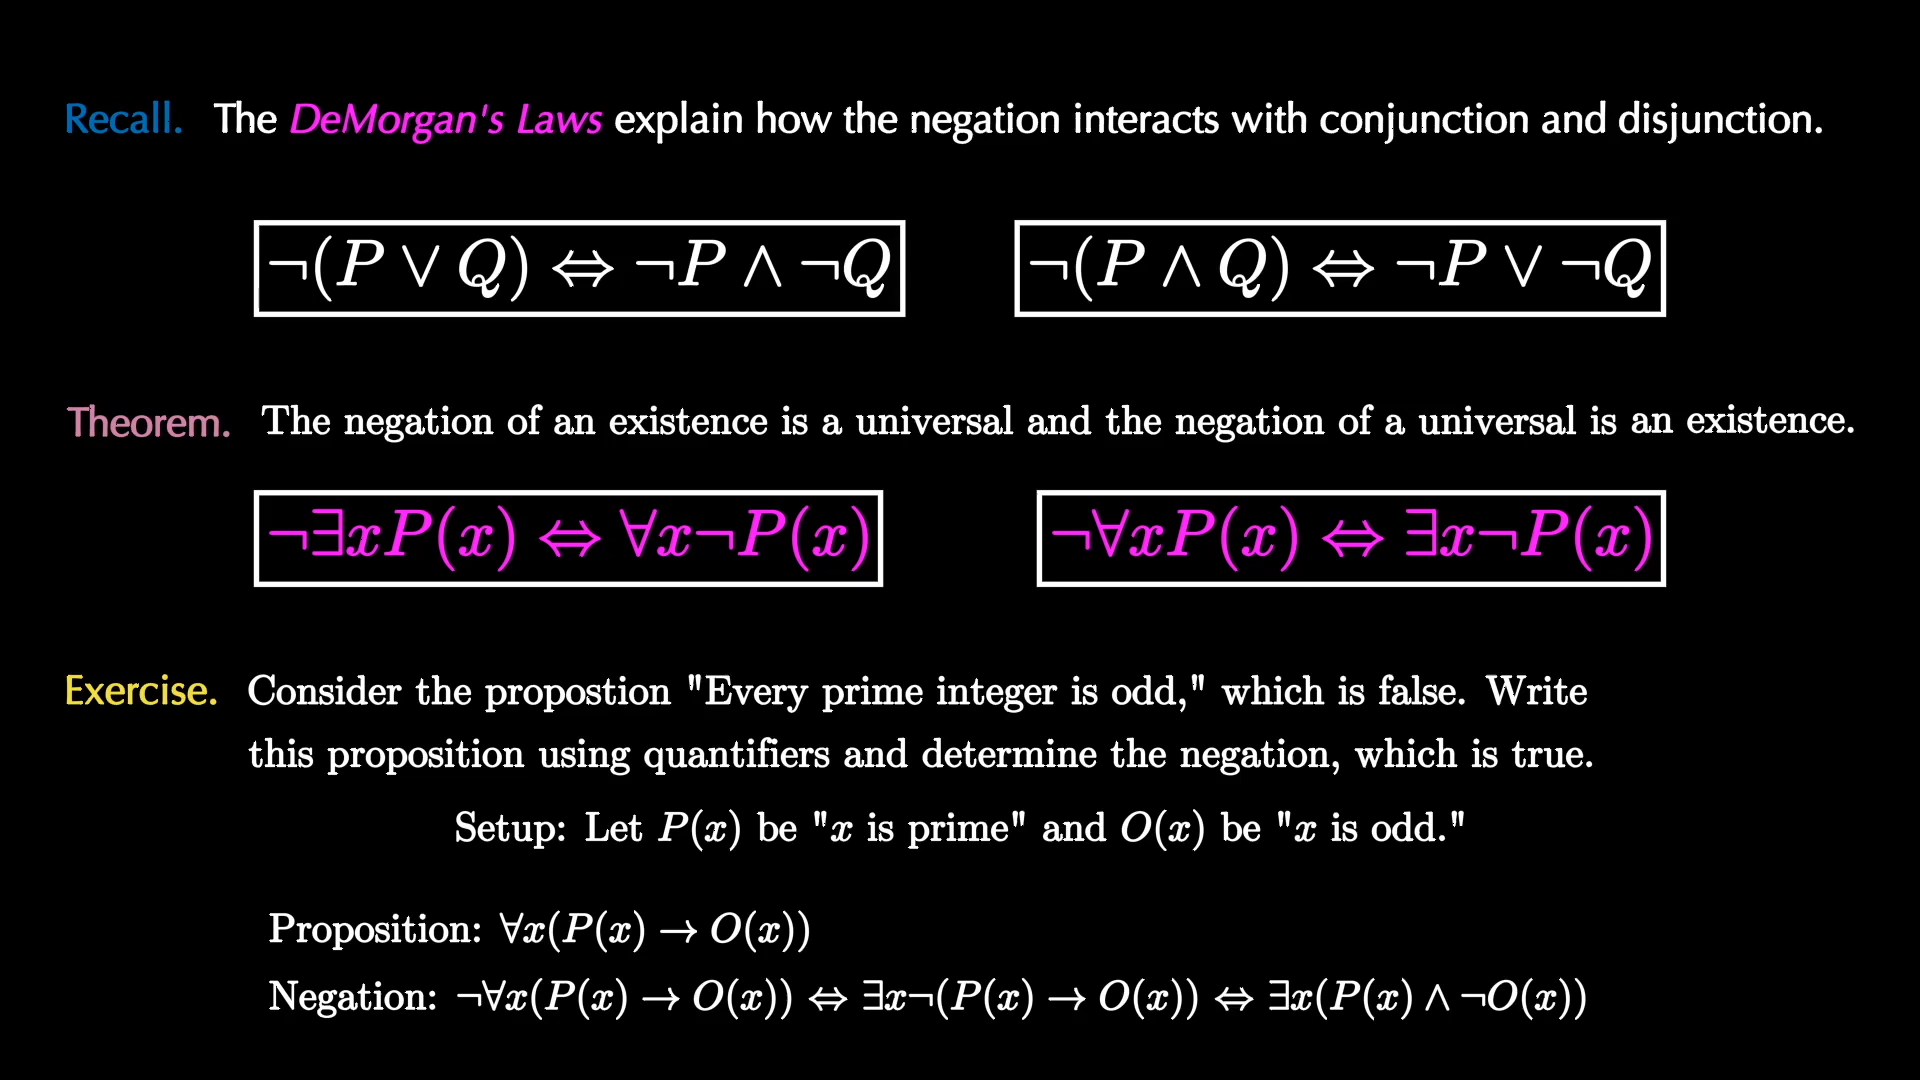 Recall. The DeMorgan's Laws explain how the negation interacts with conjunction and disjunction.
¬(P ∨ Q) ⇔ ¬P ∧ ¬Q
¬(P ∧ Q) ⇔ ¬P ∨ ¬Q
Theorem. The negation of an existence is a universal and the negation of a universal is an existence.
¬∃xP(x) ⇔ ∀x¬P(x)
¬∀xP(x) ⇔ ∃x¬P(x)
Exercise. Consider the propostion "Every prime integer is odd," which is false. Write
this proposition using quantifiers and determine the negation, which is true.
Setup: Let P(x) be "x is prime" and O(x) be "x is odd."
Proposition: ∀x(P(x) → O(x))
Negation: ¬∀x(P(x) → O(x)) ⇔ ∃x¬(P(x) → O(x)) ⇔ ∃x(P(x) ∧ ¬O(x))